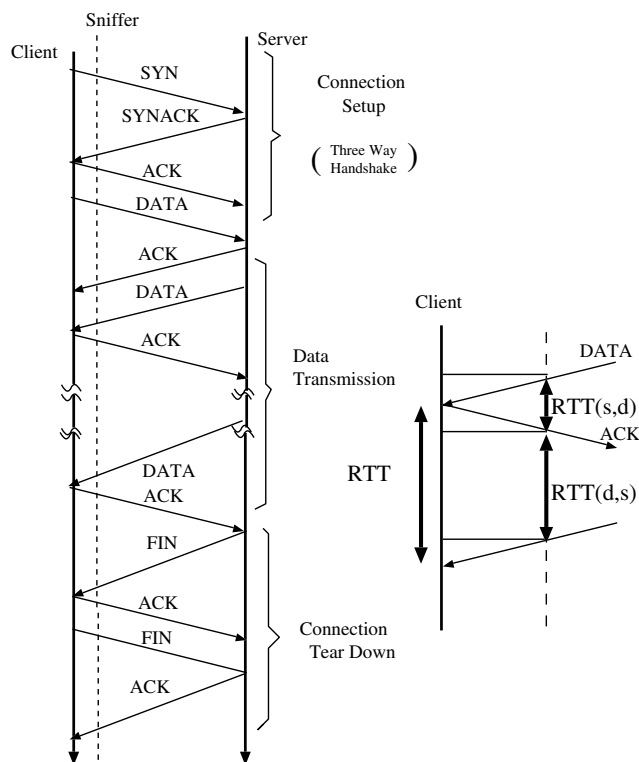 Sniffer
Client
Server
SYN
SYNACK
ACK
DATA
Connection
Setup
( Three Way
Handshake )
ACK
DATA
ACK
Data
Transmission
DATA
ACK
FIN
ACK
FIN
ACK
Connection
Tear Down
Client
DATA
RTT(s,d)
ACK
RTT
RTT(d,s)